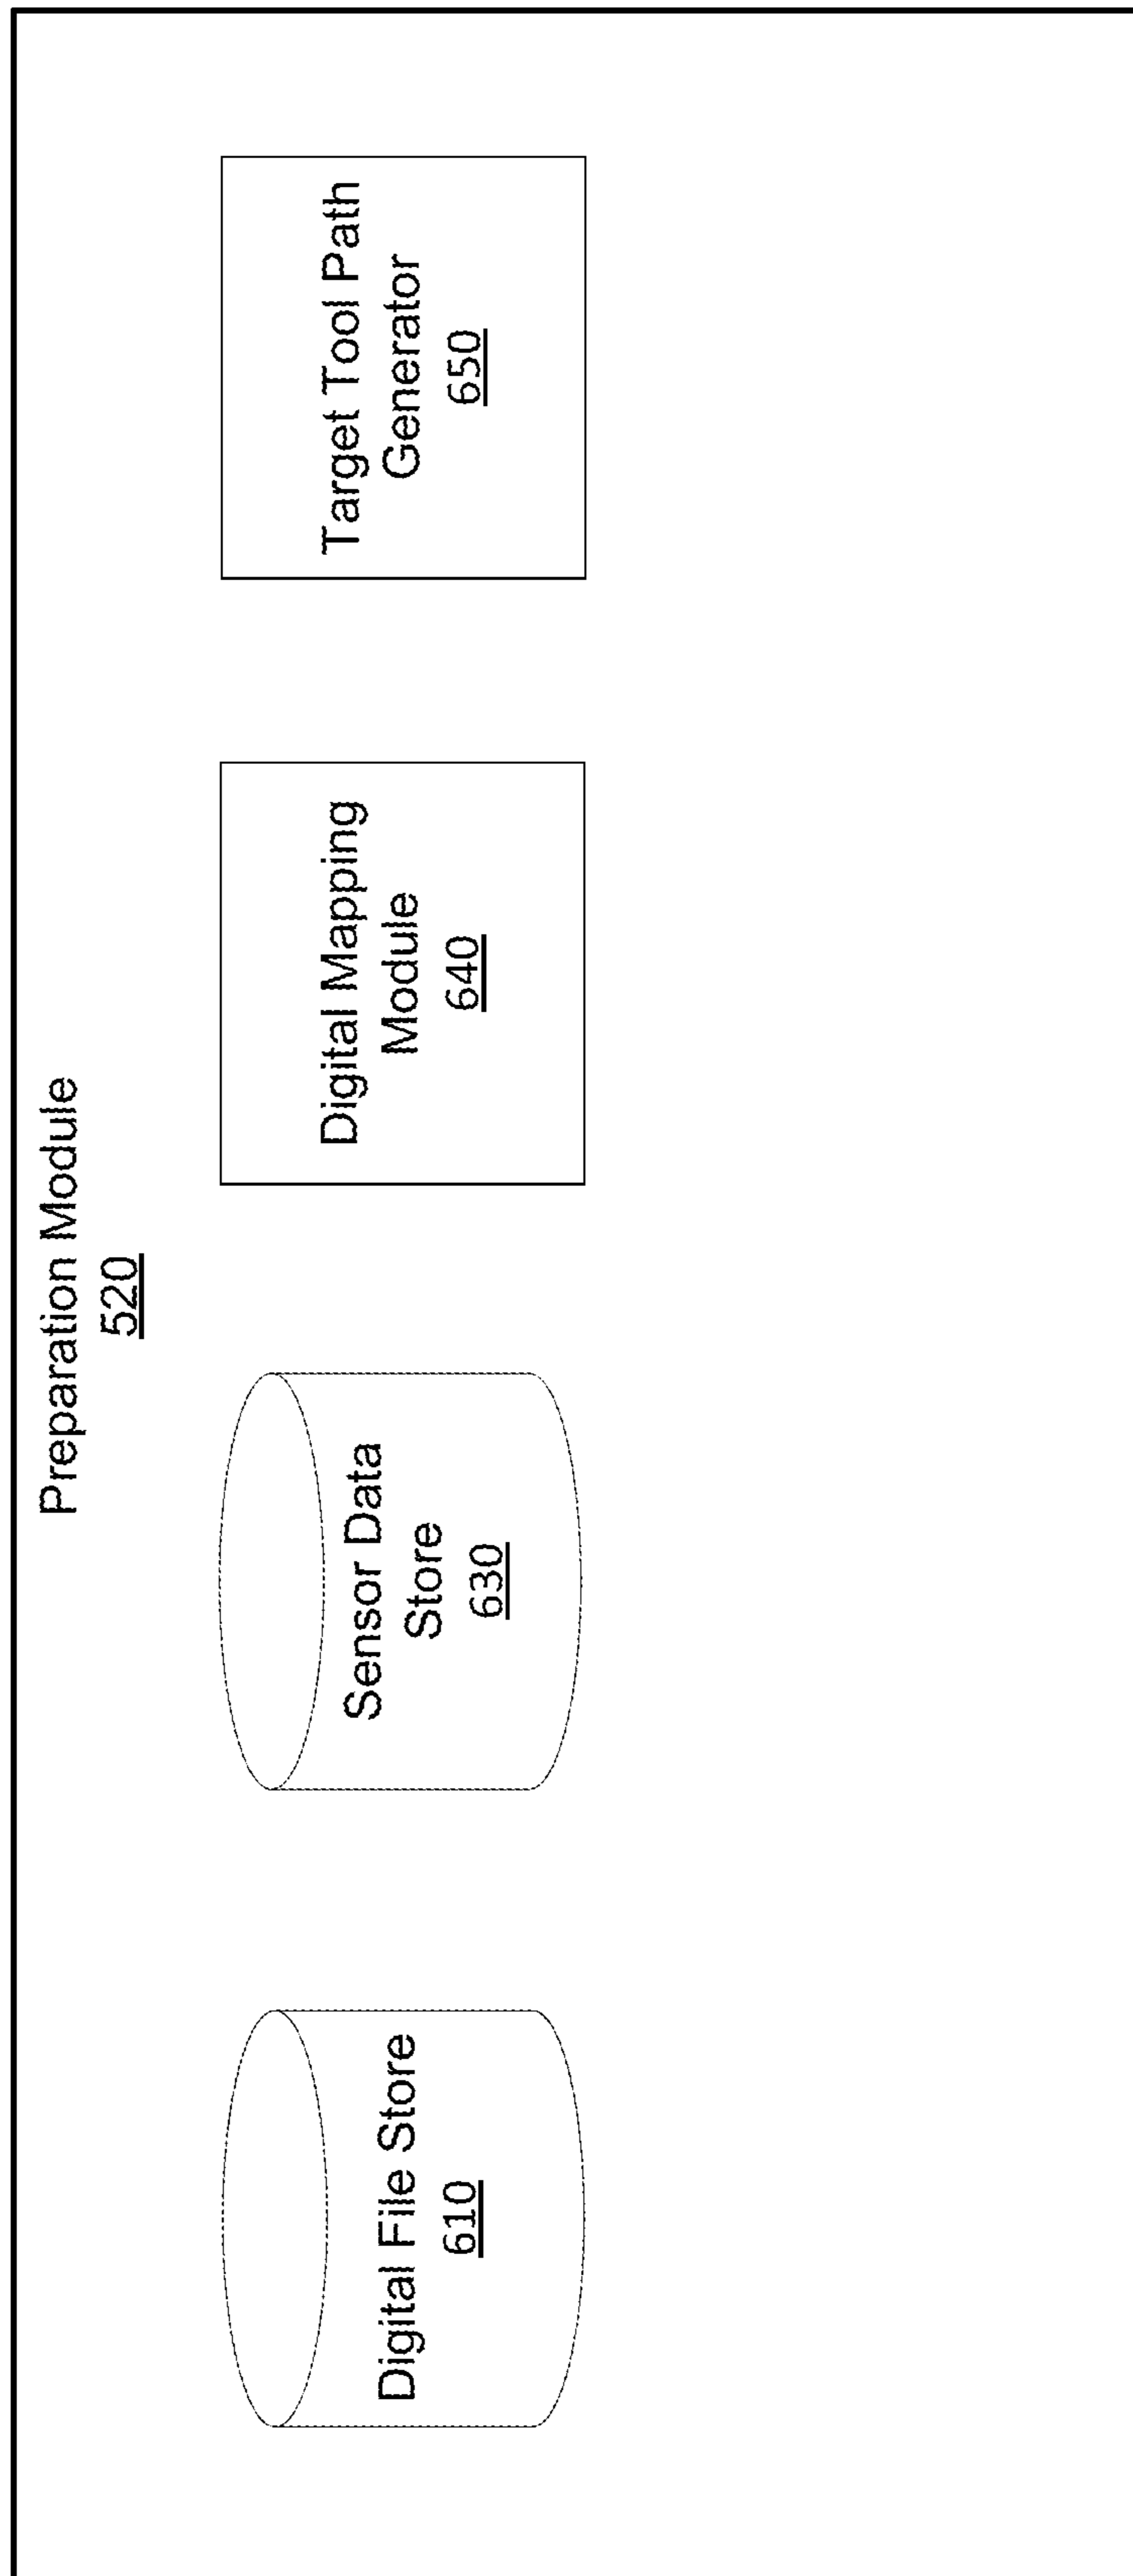 Preparation Module
520
Digital File Store
610
Sensor Data
Store
630
Digital Mapping
Module
640
Target Tool Path
Generator
650